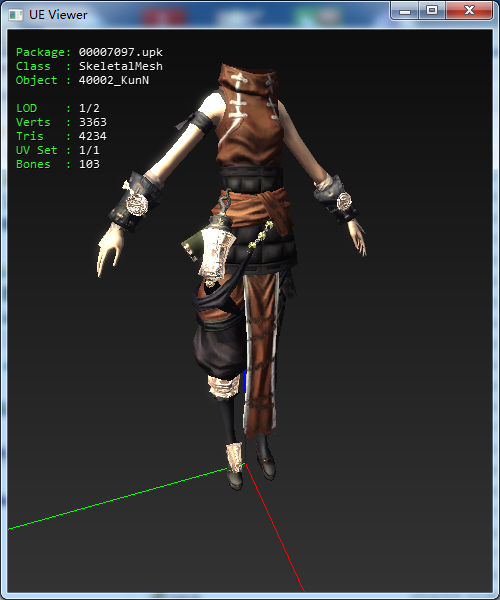 UE Viewer
Package: 00007097.upk
Class  : SkeletalMesh
Object : 40002_KunN
LOD    : 1/2
Verts  : 3363
Tris   : 4234
UV Set : 1/1
Bones  : 103